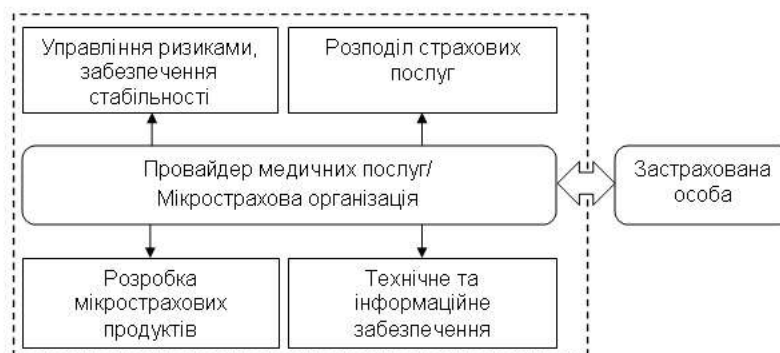 Управління ризиками,
забезпечення
стабільності
Розподіл страхових
послуг
Провайдер медичних послуг/
Мікрострахова організація
Застрахована
особа
Розробка
мікрострахових
продуктів
Технічне та
інформаційне
забезпечення